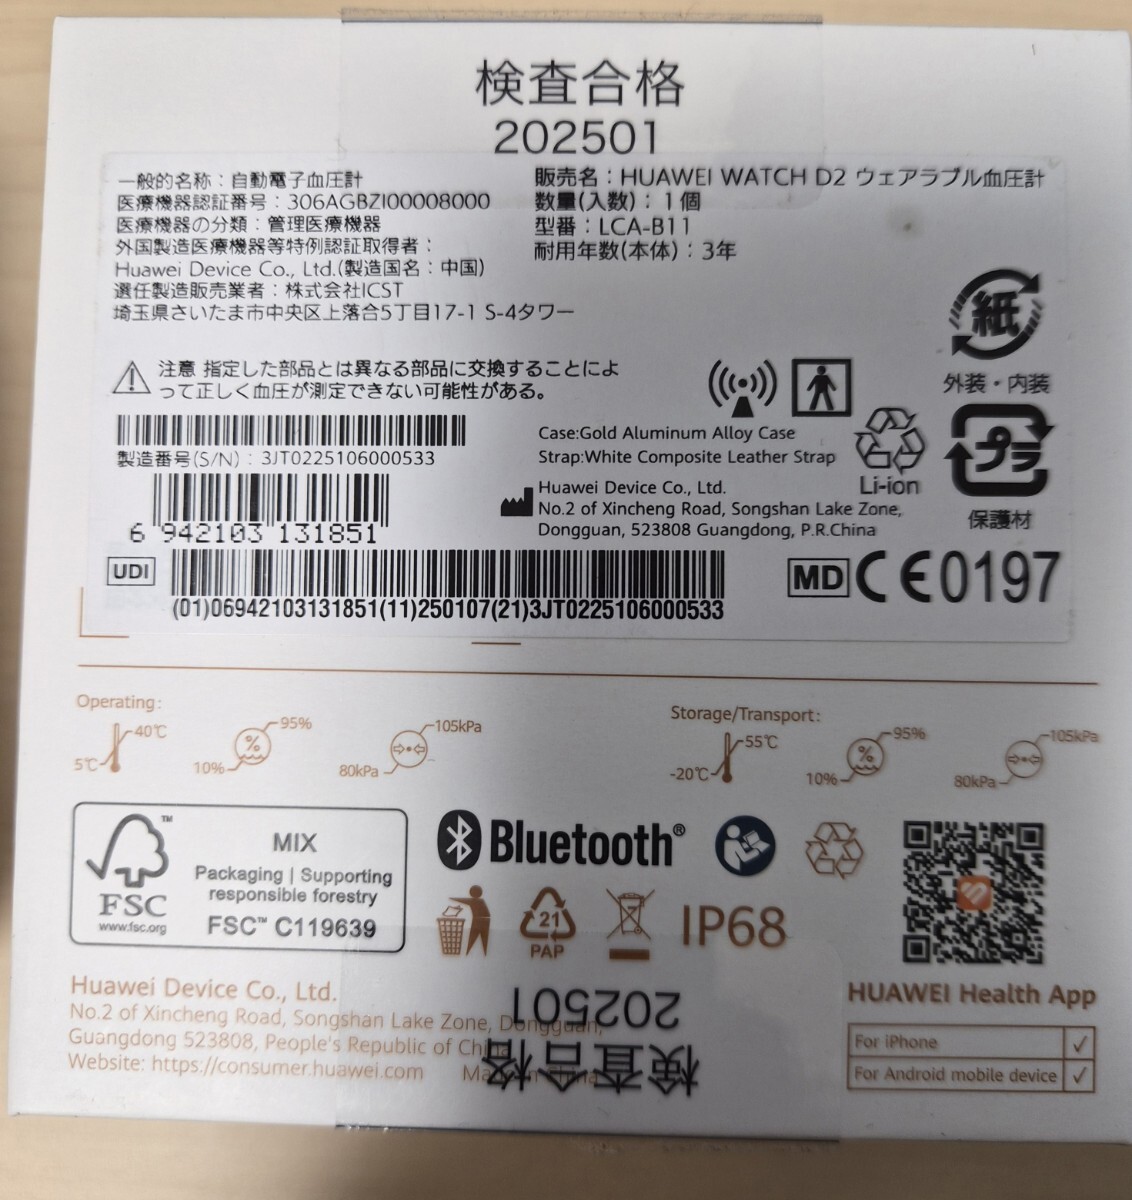 検査合格
202501
一般的名称：自動電子血圧計
医療機器認証番号：306AGBZI00008000
医療機器の分類：管理医療機器
外国製造医療機器等特例認証取得者：
Huawei Device Co., Ltd.(製造国名：中国)
選任製造販売業者：株式会社ICST
埼玉県さいたま市中央区上落合5丁目17-1 S-4タワー
販売名：HUAWEI WATCH D2 ウェアラブル血圧計
数量(入数)：1個
型番：LCA-B11
耐用年数(本体)：3年
注意 指定した部品とは異なる部品に交換することによ
って正しく血圧が測定できない可能性がある。
製造番号(S/N)：3JT0225106000533
6 942103 131851
UDI
(01)06942103131851(11)250107(21)3JT0225106000533
Case:Gold Aluminum Alloy Case
Strap:White Composite Leather Strap
Huawei Device Co., Ltd.
No.2 of Xincheng Road, Songshan Lake Zone,
Dongguan, 523808 Guangdong, P.R.China
Li-ion
紙
外装・内装
プラ
保護材
MD CE0197
Operating:
5℃ 40℃
10% % 95%
80kPa 105kPa
Storage/Transport:
-20℃ 55℃
10% % 95%
80kPa 105kPa
FSC™
www.fsc.org
MIX
Packaging | Supporting
responsible forestry
FSC™ C119639
Bluetooth®
21
PAP
IP68
HUAWEI Health App
For iPhone ✓
For Android mobile device ✓
Huawei Device Co., Ltd.
No.2 of Xincheng Road, Songshan Lake Zone, Dongguan,
Guangdong 523808, People's Republic of China
Website: https://consumer.huawei.com
202501
検査合格